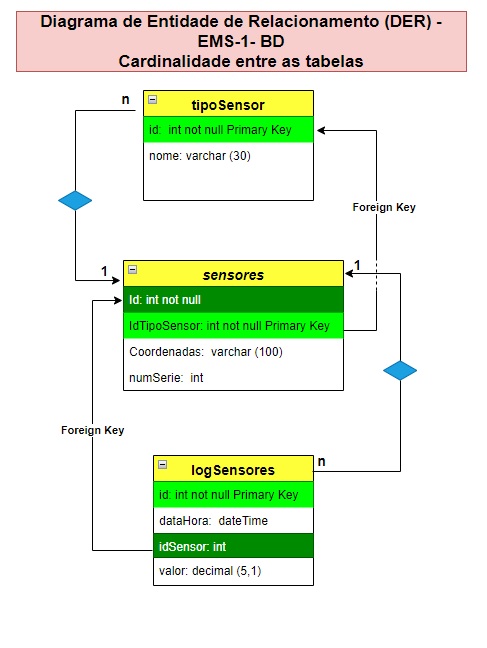 Diagrama de Entidade de Relacionamento (DER) -
EMS-1- BD
Cardinalidade entre as tabelas
n
tipoSensor
id:  int not null Primary Key
nome: varchar (30)
Foreign Key
1
sensores
1
Id: int not null
IdTipoSensor: int not null Primary Key
Coordenadas:  varchar (100)
numSerie:  int
Foreign Key
logSensores
n
id: int not null Primary Key
dataHora:  dateTime
idSensor: int
valor: decimal (5,1)